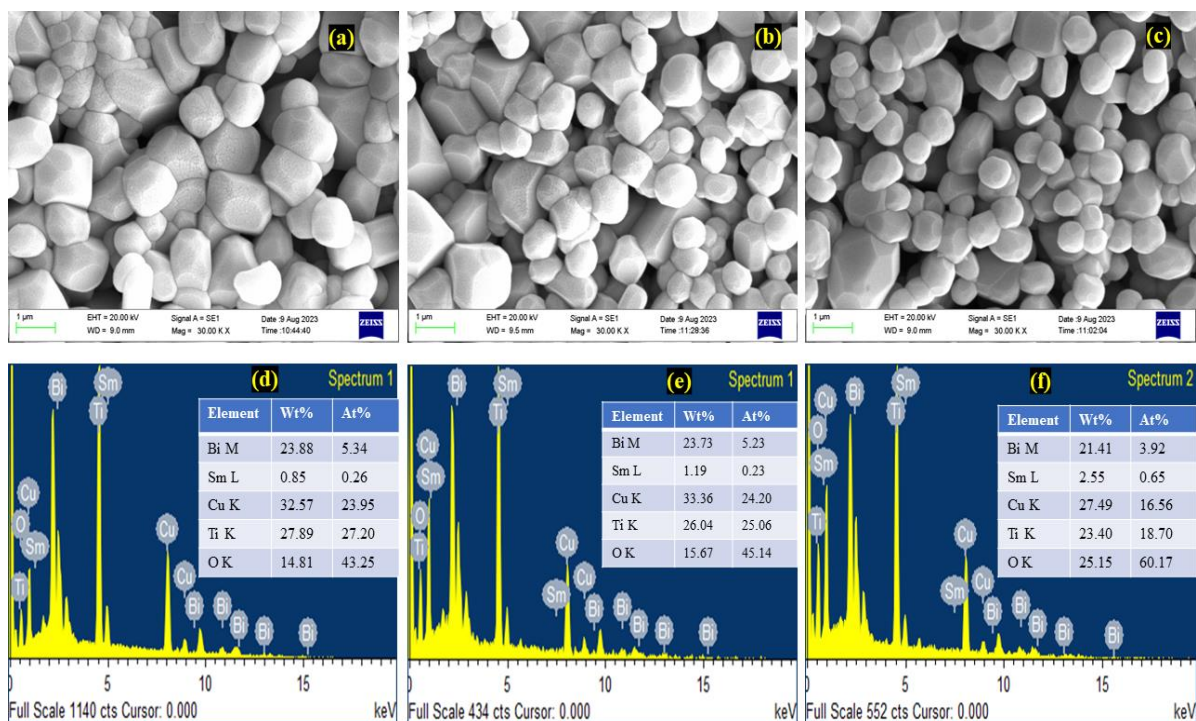 (a)
1 µm
EHT = 20.00 kV
Signal A = SE1
Date :9 Aug 2023
WD = 9.0 mm
Mag = 30.00 K X
Time :10:44:40
ZEISS
(b)
1 µm
EHT = 20.00 kV
Signal A = SE1
Date :9 Aug 2023
WD = 9.5 mm
Mag = 30.00 K X
Time :11:28:36
ZEISS
(c)
1 µm
EHT = 20.00 kV
Signal A = SE1
Date :9 Aug 2023
WD = 9.0 mm
Mag = 30.00 K X
Time :11:02:04
ZEISS
(d)
Spectrum 1
Element Wt% At%
Bi M 23.88 5.34
Sm L 0.85 0.26
Cu K 32.57 23.95
Ti K 27.89 27.20
O K 14.81 43.25
Bi
Sm
Ti
Cu
O
Sm
Ti
Cu
Cu
Bi
Bi
Bi
Bi
Bi
0 5 10 15
Full Scale 1140 cts Cursor: 0.000 keV
(e)
Spectrum 1
Element Wt% At%
Bi M 23.73 5.23
Sm L 1.19 0.23
Cu K 33.36 24.20
Ti K 26.04 25.06
O K 15.67 45.14
Bi
Sm
Ti
Cu
Sm
O
Ti
Cu
Cu
Sm
Bi
Bi
Bi
Bi
Bi
0 5 10 15
Full Scale 434 cts Cursor: 0.000 keV
(f)
Spectrum 2
Element Wt% At%
Bi M 21.41 3.92
Sm L 2.55 0.65
Cu K 27.49 16.56
Ti K 23.40 18.70
O K 25.15 60.17
Cu
Bi
Sm
O
Ti
Sm
Ti
Cu
Cu
Sm
Bi
Bi
Bi
Bi
Bi
0 5 10 15
Full Scale 552 cts Cursor: 0.000 keV